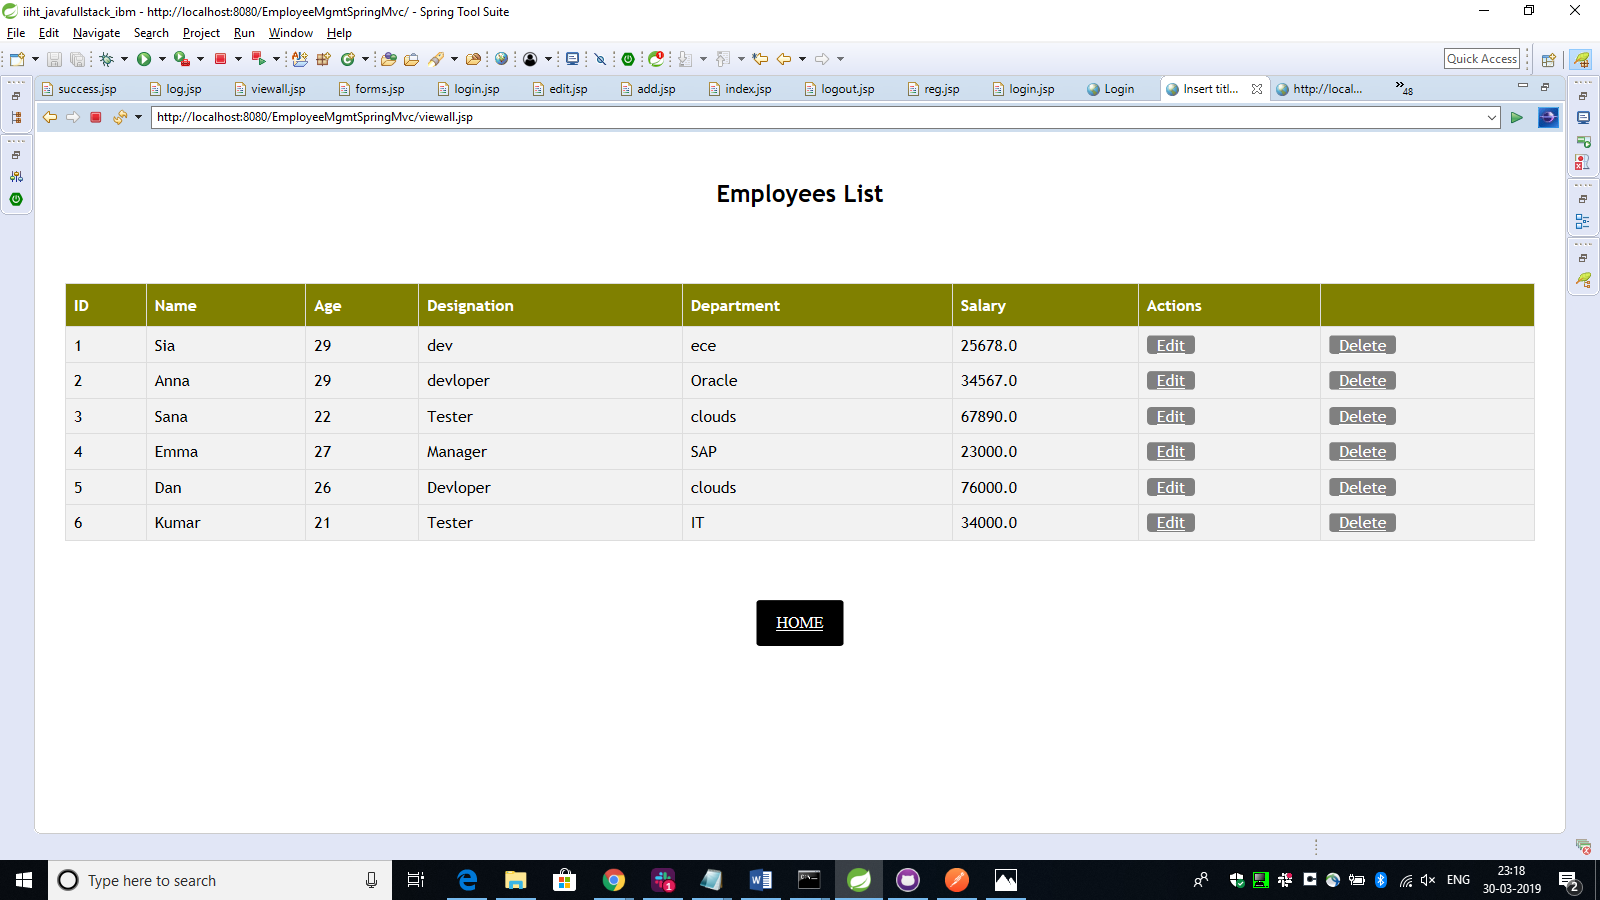 iiht_javafullstack_ibm - http://localhost:8080/EmployeeMgmtSpringMvc/ - Spring Tool Suite
File Edit Navigate Search Project Run Window Help
Quick Access
success.jsp log.jsp viewall.jsp forms.jsp login.jsp edit.jsp add.jsp index.jsp logout.jsp reg.jsp login.jsp Login Insert titl... http://local... 48
http://localhost:8080/EmployeeMgmtSpringMvc/viewall.jsp
Employees List
ID Name Age Designation Department Salary Actions
1 Sia 29 dev ece 25678.0 Edit Delete
2 Anna 29 devloper Oracle 34567.0 Edit Delete
3 Sana 22 Tester clouds 67890.0 Edit Delete
4 Emma 27 Manager SAP 23000.0 Edit Delete
5 Dan 26 Devloper clouds 76000.0 Edit Delete
6 Kumar 21 Tester IT 34000.0 Edit Delete
HOME
Type here to search
1
ENG
23:18
30-03-2019
2